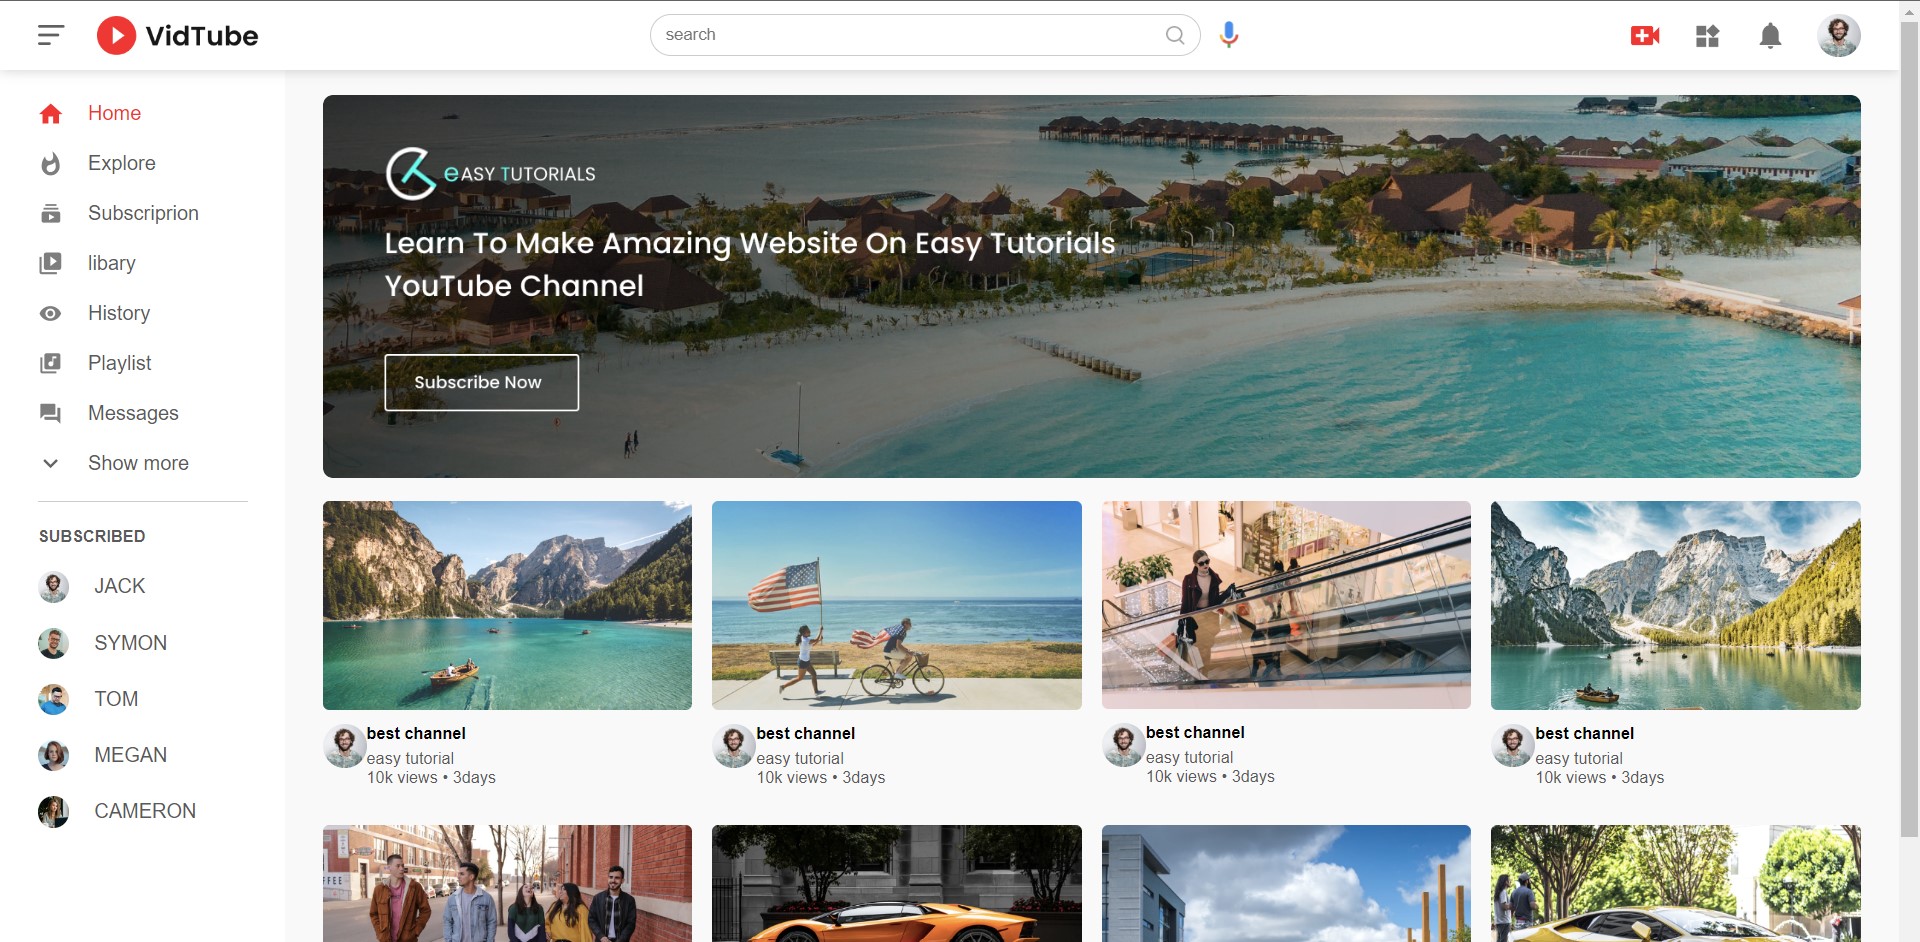 VidTube
search
Home
Explore
Subscriprion
libary
History
Playlist
Messages
Show more
SUBSCRIBED
JACK
SYMON
TOM
MEGAN
CAMERON
eASY TUTORIALS
Learn To Make Amazing Website On Easy Tutorials
YouTube Channel
Subscribe Now
best channel
easy tutorial
10k views • 3days
best channel
easy tutorial
10k views • 3days
best channel
easy tutorial
10k views • 3days
best channel
easy tutorial
10k views • 3days
FEE